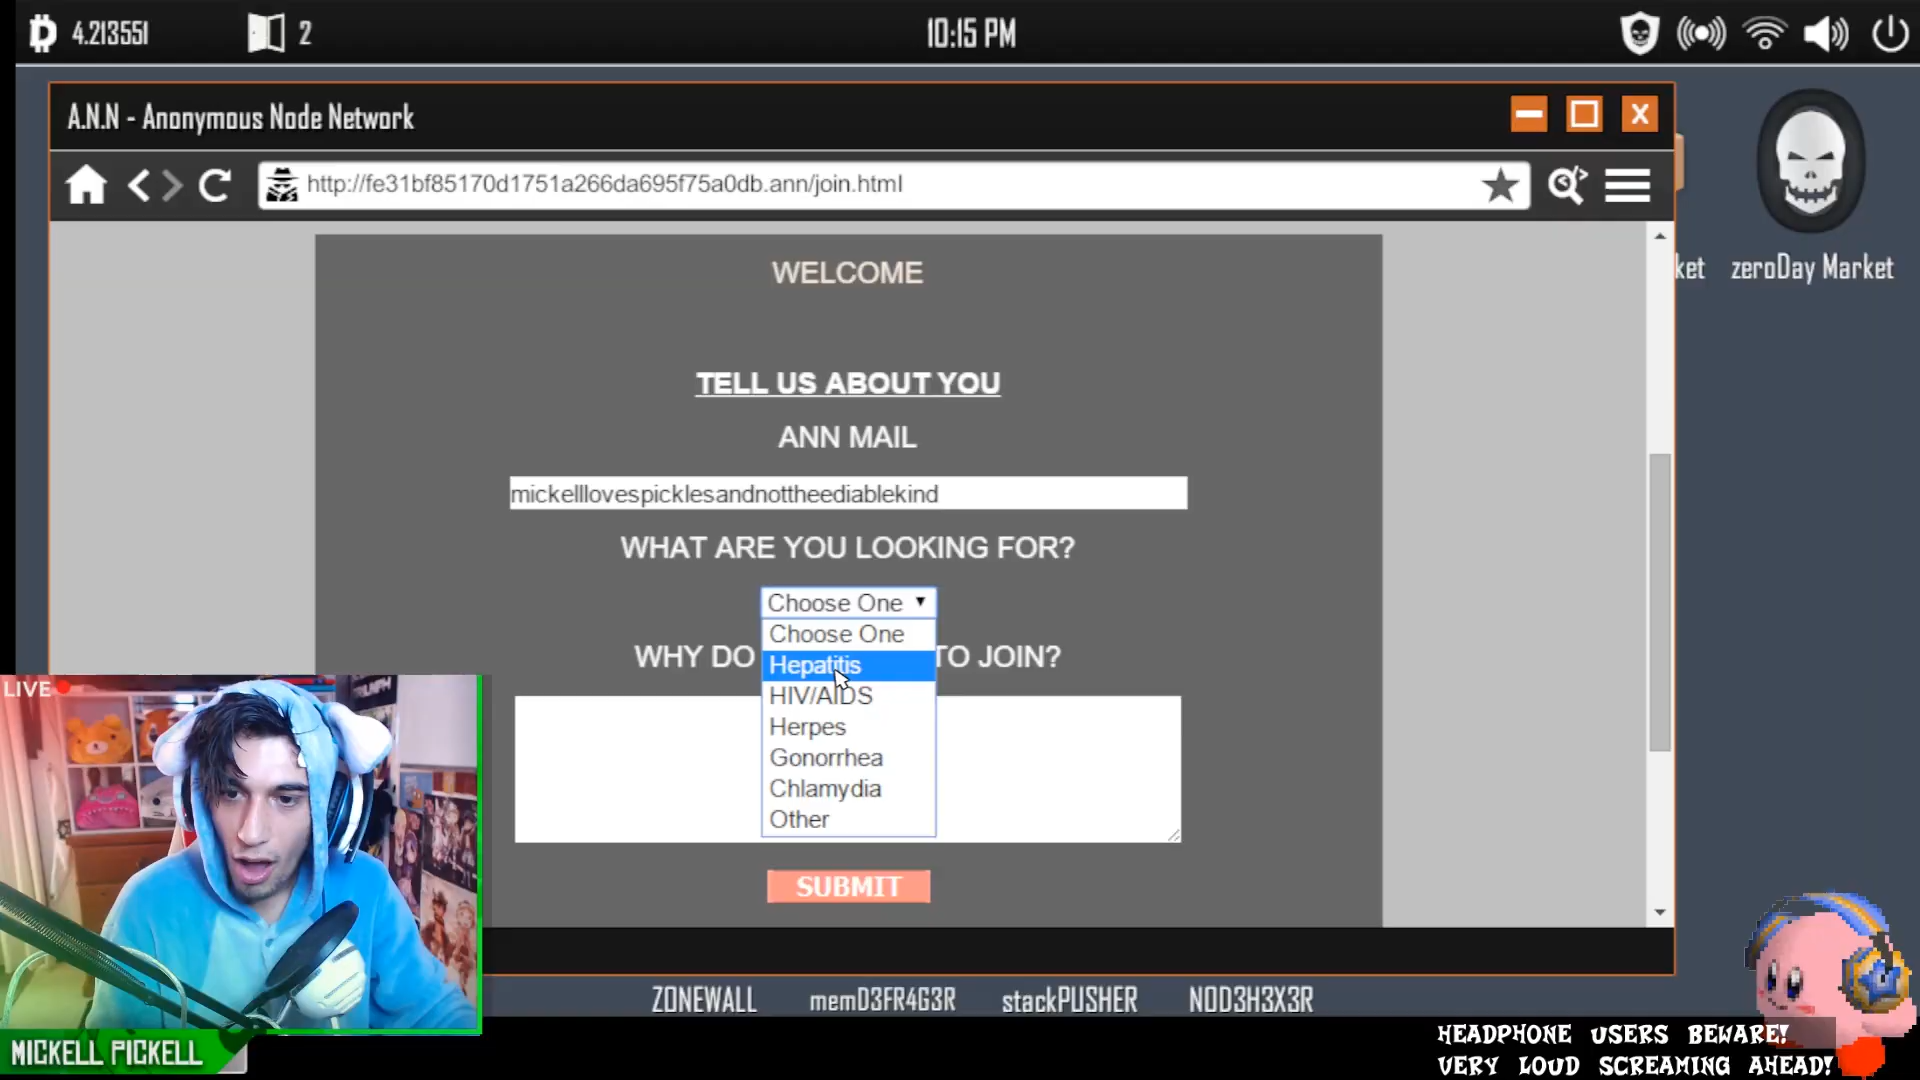 4.213551
2
10:15 PM
A.N.N - Anonymous Node Network
http://fe31bf85170d1751a266da695f75a0db.ann/join.html
ket
zeroDay Market
WELCOME
TELL US ABOUT YOU
ANN MAIL
mickelllovespicklesandnottheediablekind
WHAT ARE YOU LOOKING FOR?
Choose One
Choose One
WHY DO TO JOIN?
Hepatitis
HIV/AIDS
Herpes
Gonorrhea
Chlamydia
Other
SUBMIT
LIVE
TRIUMPH
ZONEWALL
memD3FR4G3R
stackPUSHER
NOD3H3X3R
MICKELL PICKELL
HEADPHONE USERS BEWARE!
VERY LOUD SCREAMING AHEAD!